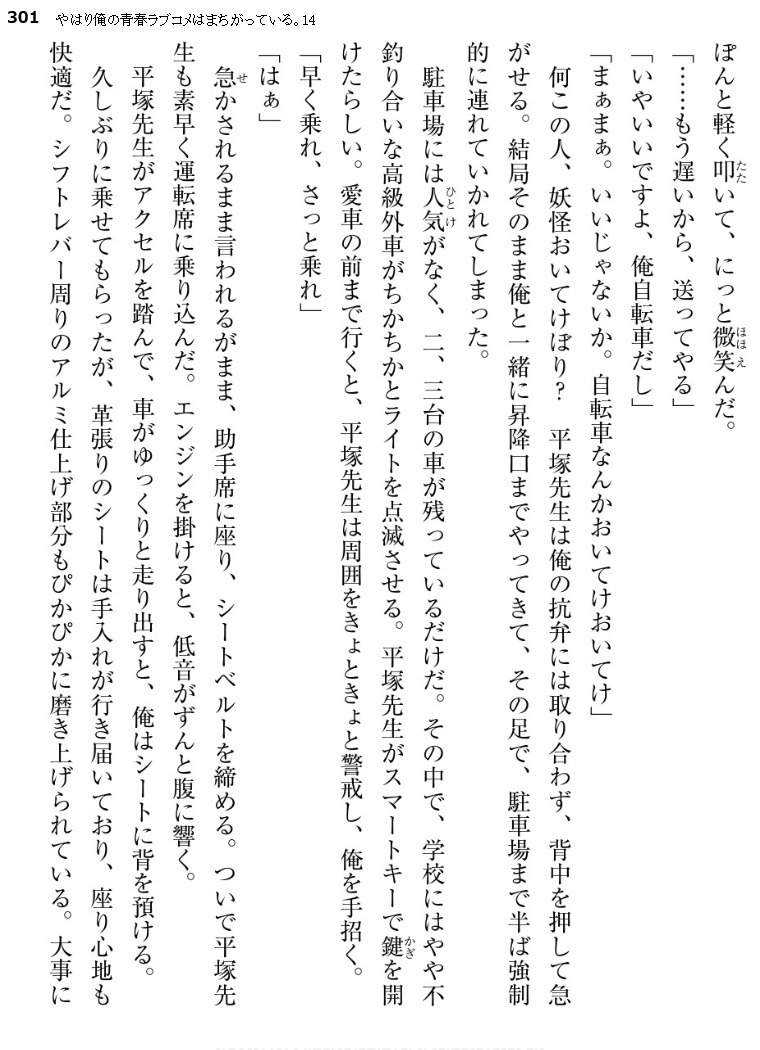 301 やはり俺の青春ラブコメはまちがっている。14
ぽんと軽く叩いて、にっと微笑んだ。
「……もう遅いから、送ってやる」
「いやいいですよ、俺自転車だし」
「まぁまぁ。いいじゃないか。自転車なんかおいてけおいてけ」
　何この人、妖怪おいてけぼり？　平塚先生は俺の抗弁には取り合わず、背中を押して急
がせる。結局そのまま俺と一緒に昇降口までやってきて、その足で、駐車場まで半ば強制
的に連れていかれてしまった。
　駐車場には人気がなく、二、三台の車が残っているだけだ。その中で、学校にはやや不
釣り合いな高級外車がちかちかとライトを点滅させる。平塚先生がスマートキーで鍵を開
けたらしい。愛車の前まで行くと、平塚先生は周囲をきょときょと警戒し、俺を手招く。
「早く乗れ、さっと乗れ」
「はぁ」
　急かされるまま言われるがまま、助手席に座り、シートベルトを締める。ついで平塚先
生も素早く運転席に乗り込んだ。エンジンを掛けると、低音がずんと腹に響く。
　平塚先生がアクセルを踏んで、車がゆっくりと走り出すと、俺はシートに背を預ける。
　久しぶりに乗せてもらったが、革張りのシートは手入れが行き届いており、座り心地も
快適だ。シフトレバー周りのアルミ仕上げ部分もぴかぴかに磨き上げられている。大事に